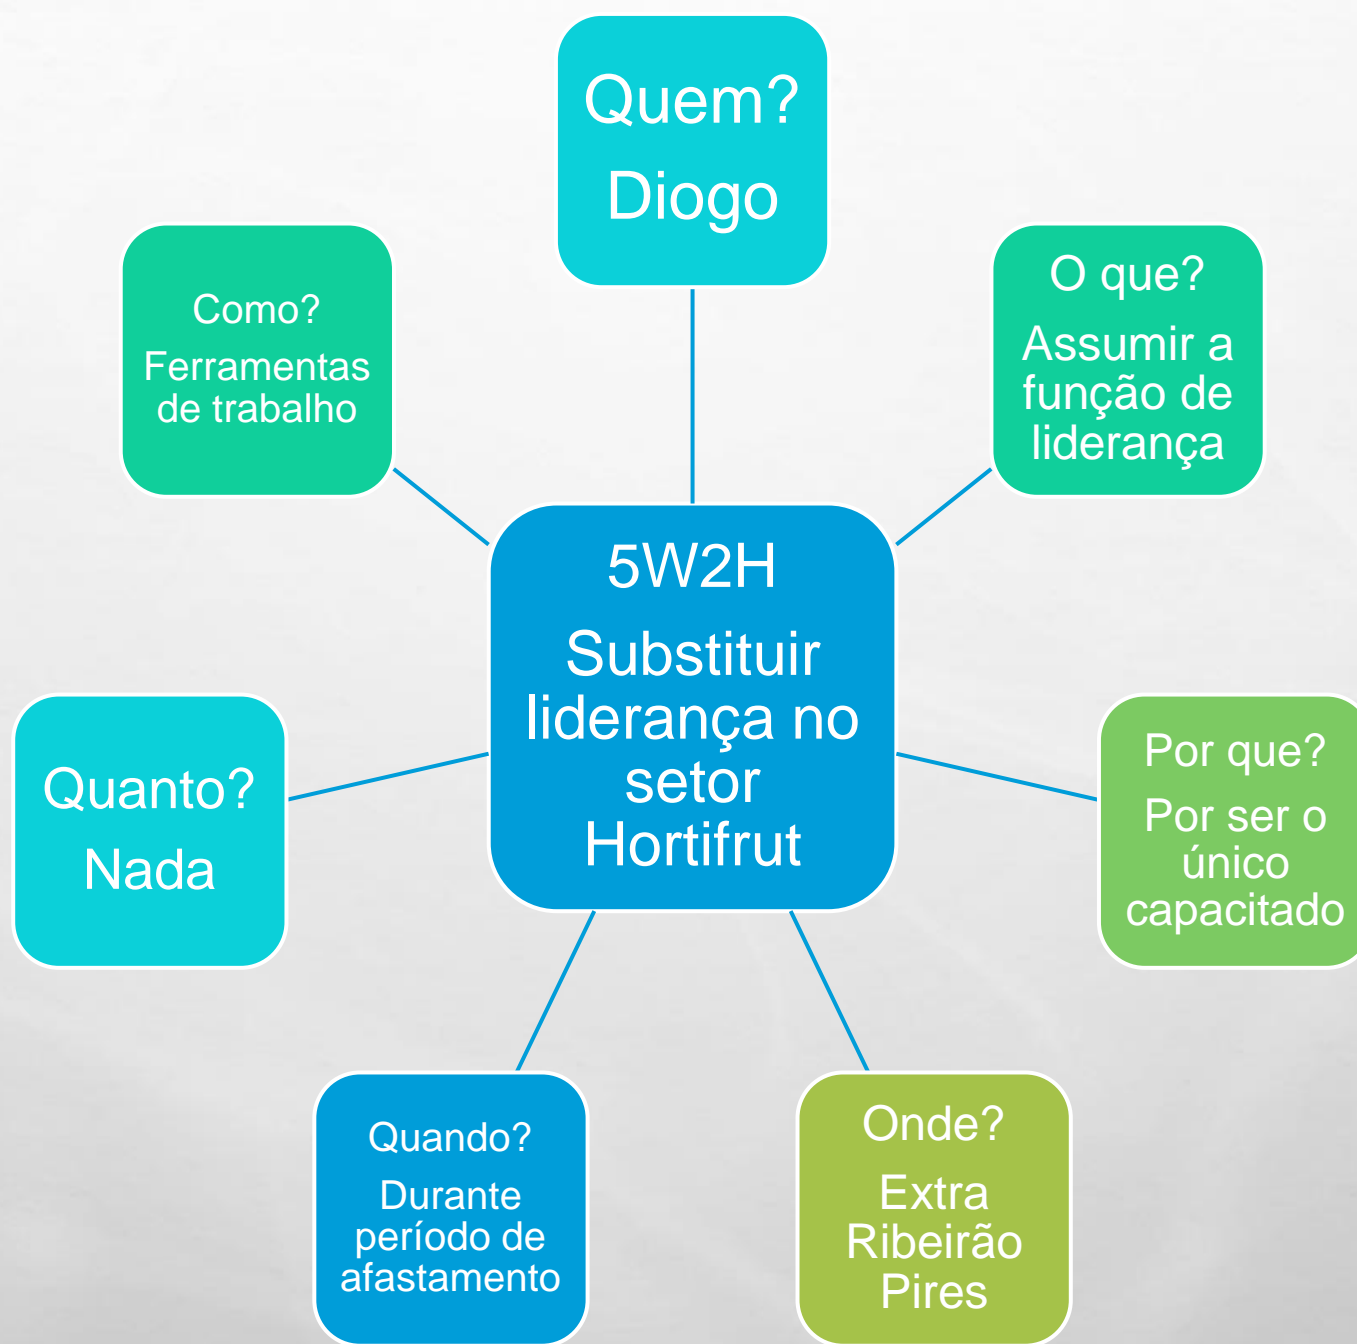 Quem?
Diogo
O que?
Assumir a
função de
liderança
Por que?
Por ser o
único
capacitado
Onde?
Extra
Ribeirão
Pires
Quando?
Durante
período de
afastamento
Quanto?
Nada
Como?
Ferramentas
de trabalho
5W2H
Substituir
liderança no
setor
Hortifrut